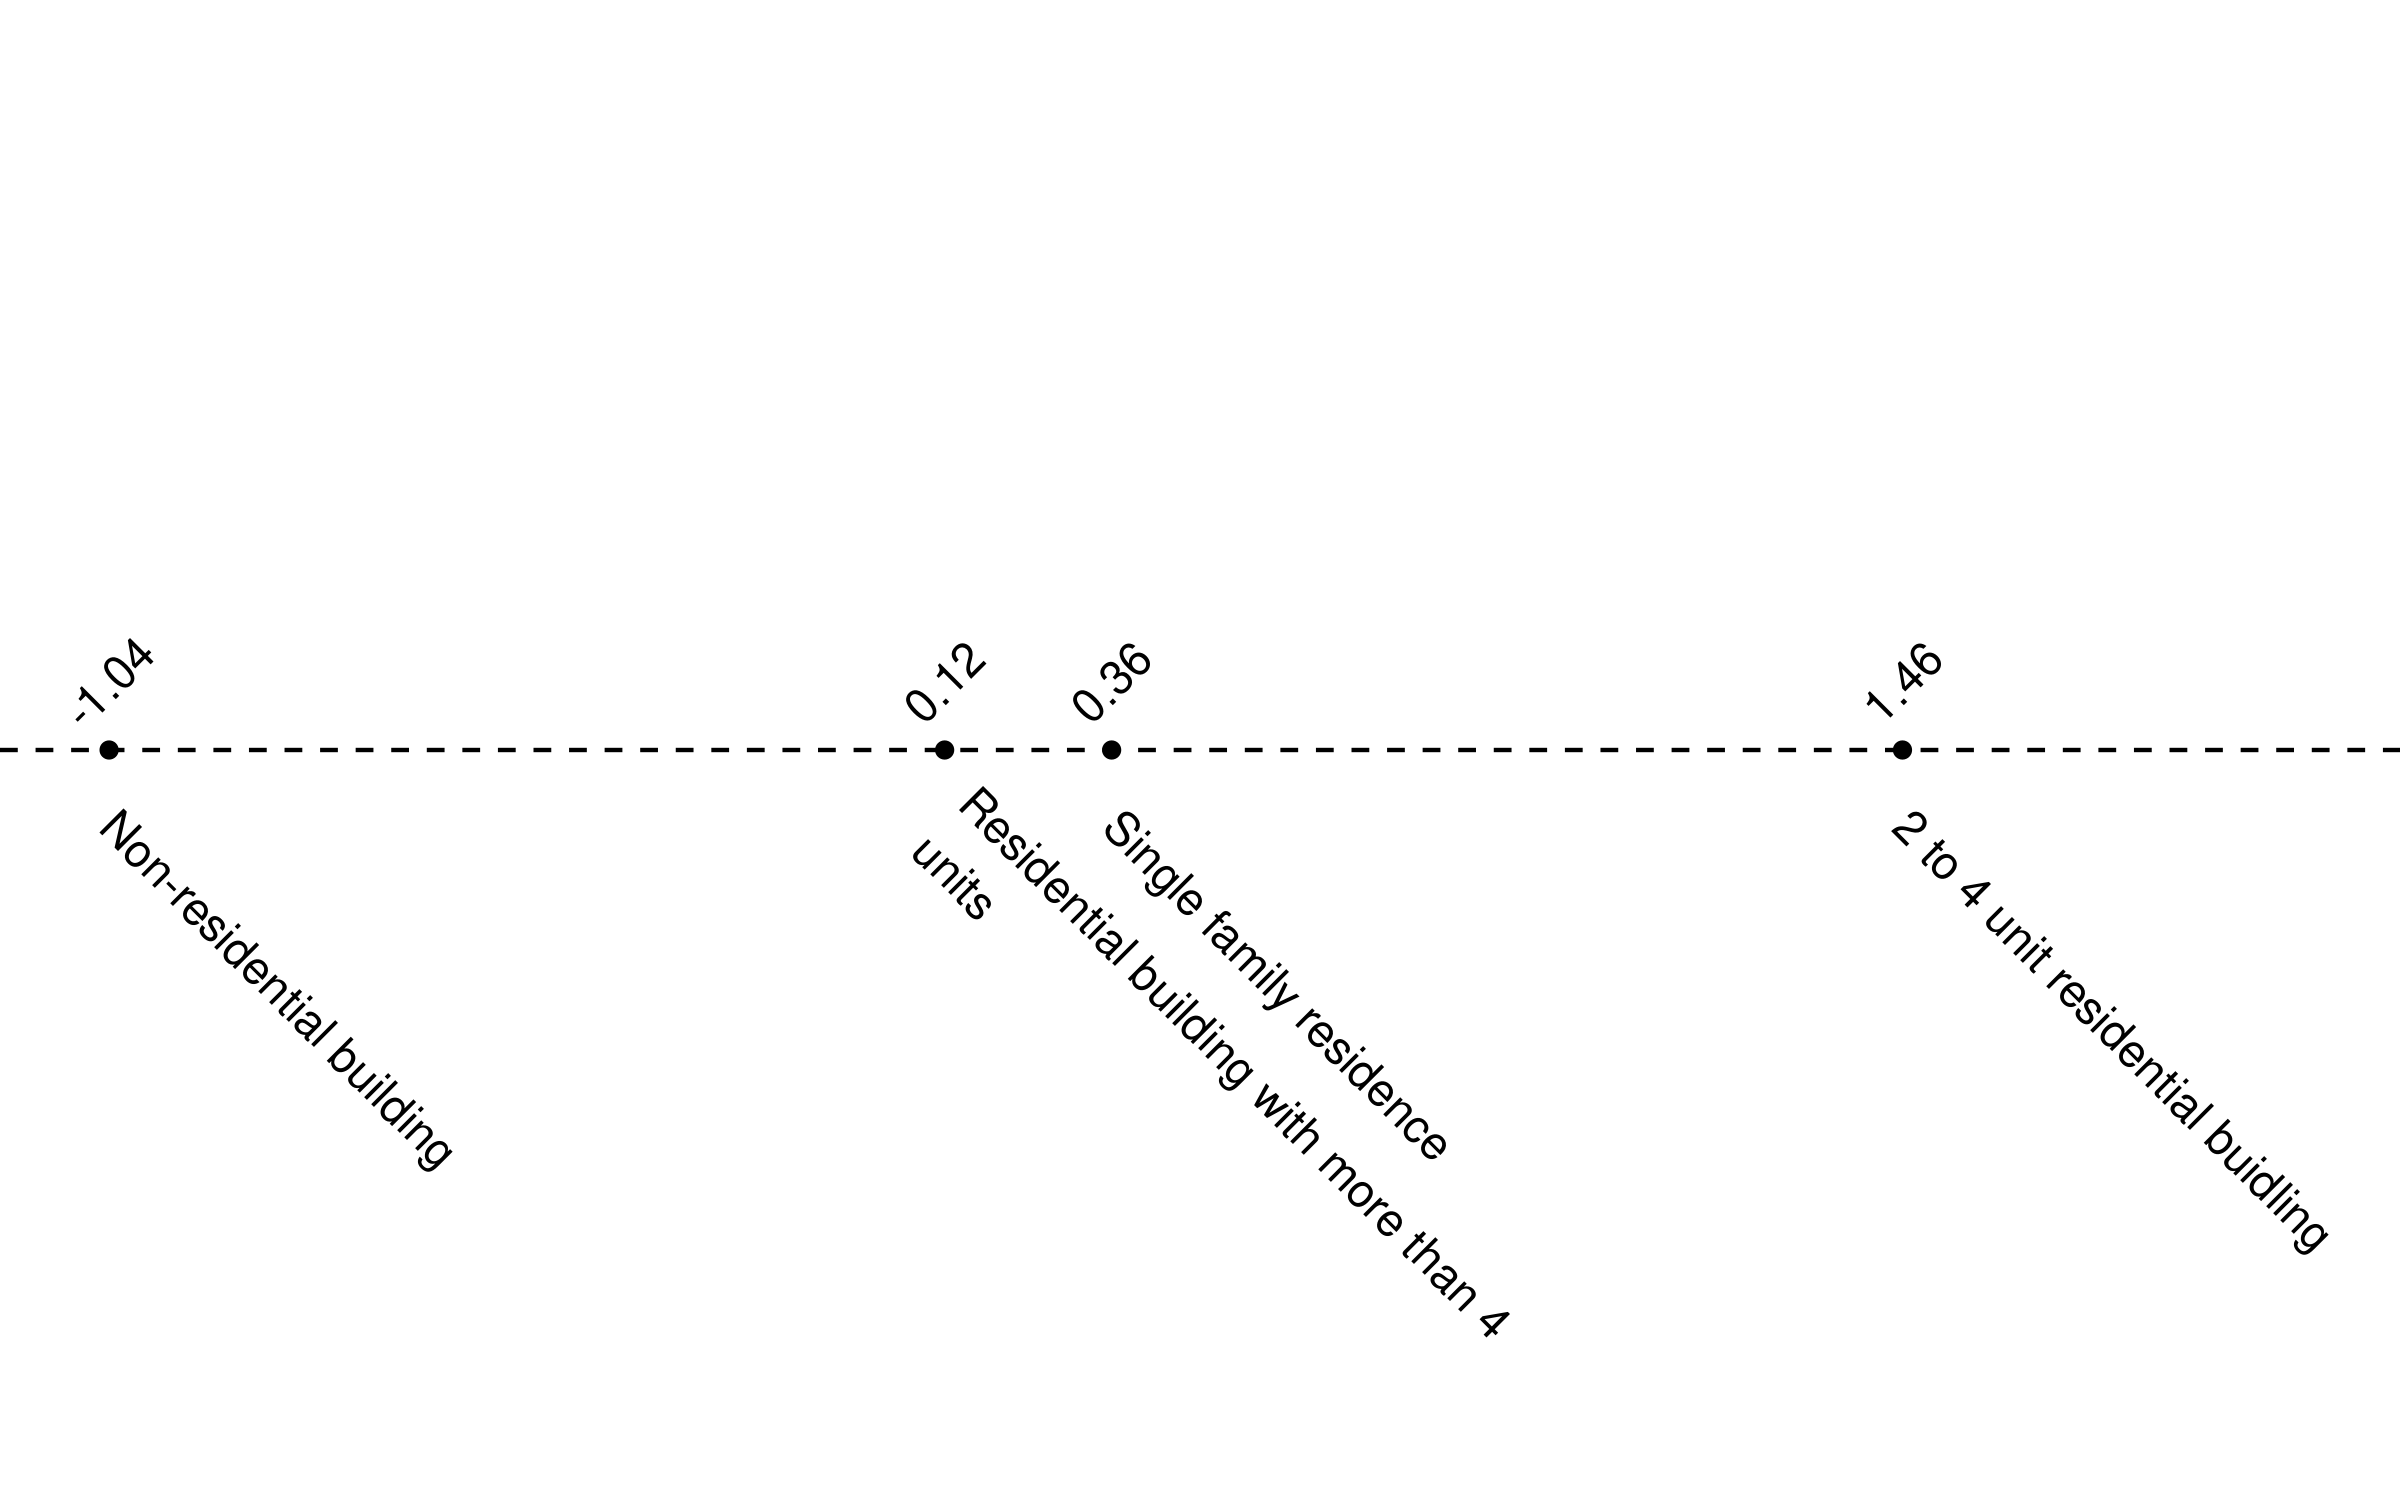 -1.04
0.12
0.36
1.46
Non-residential building
Residential building with more than 4
units
Single family residence
2 to 4 unit residential buidling